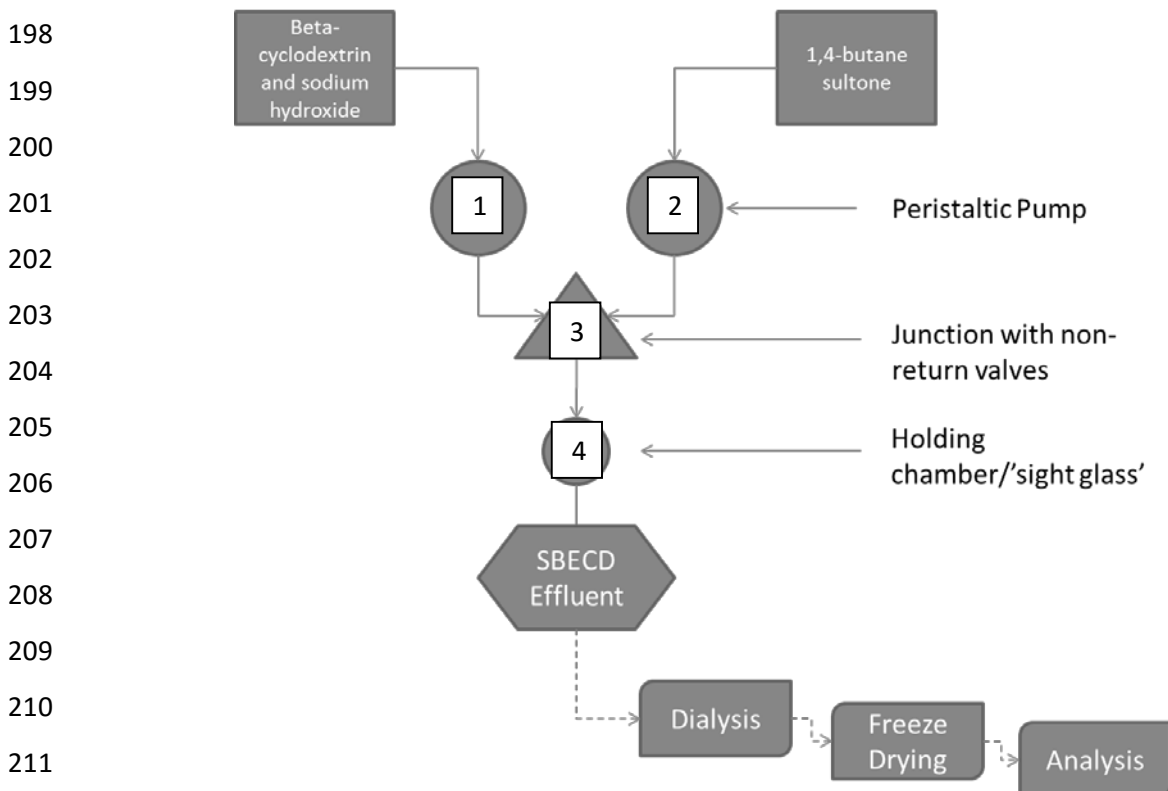 198
Beta-
cyclodextrin
and sodium
hydroxide
1,4-butane
sultone
199
200
201
1
2
Peristaltic Pump
202
203
3
Junction with non-
return valves
204
205
4
Holding
chamber/'sight glass'
206
207
SBECD
Effluent
208
209
210
Dialysis
Freeze
Drying
Analysis
211